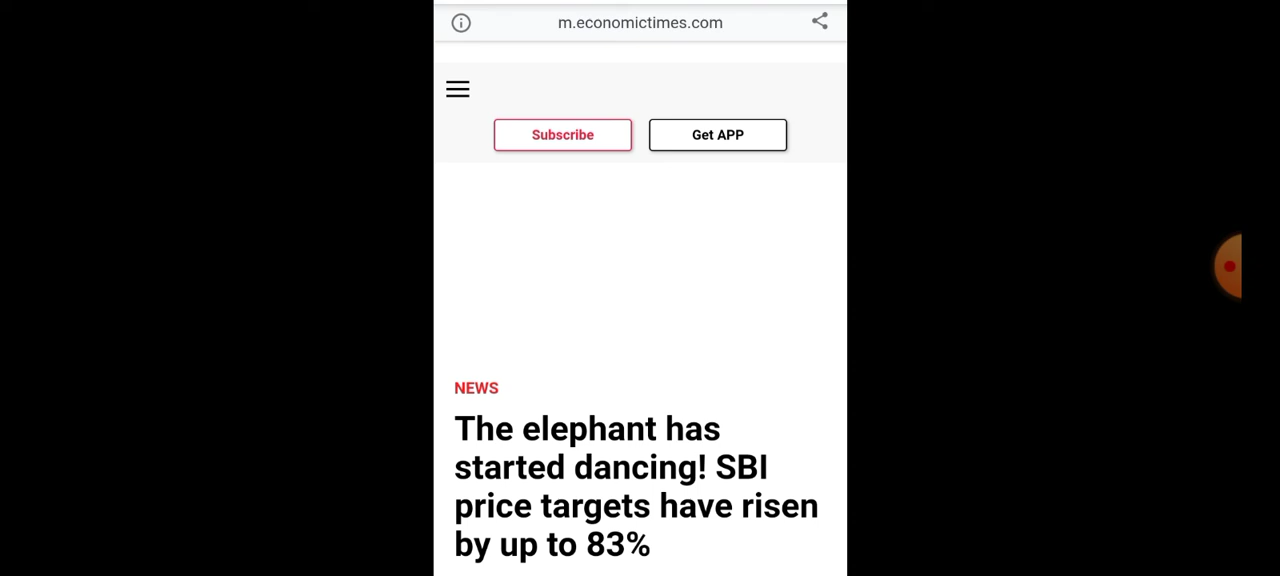 m.economictimes.com
Subscribe
Get APP
NEWS
The elephant has
started dancing! SBI
price targets have risen
by up to 83%